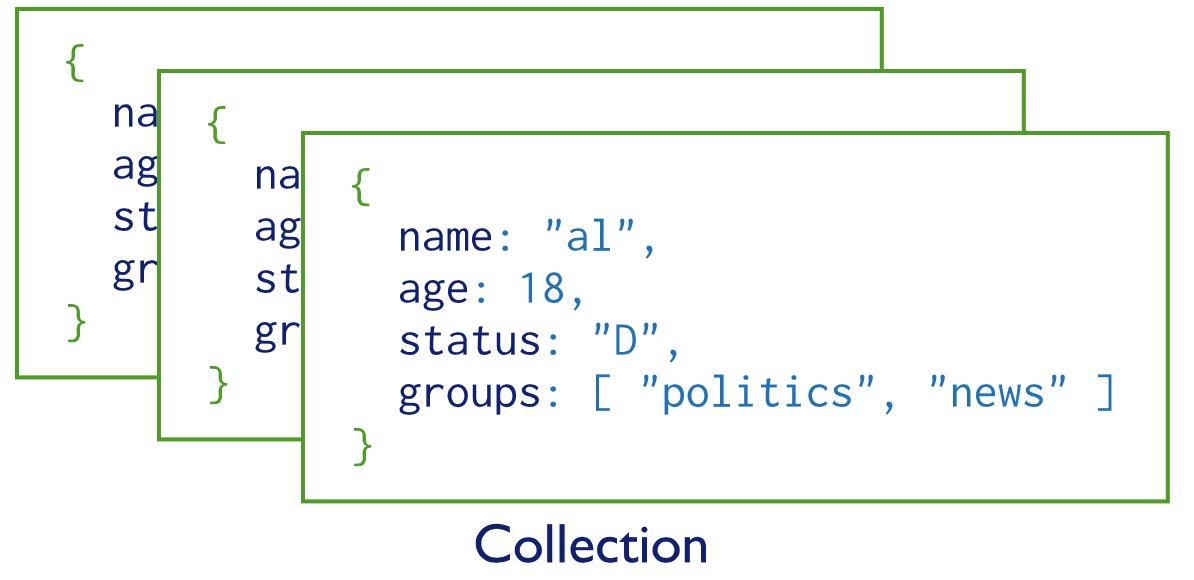 {
na
ag
st
gr
}
{
na
ag
st
gr
}
{
name: "al",
age: 18,
status: "D",
groups: [ "politics", "news" ]
}
Collection